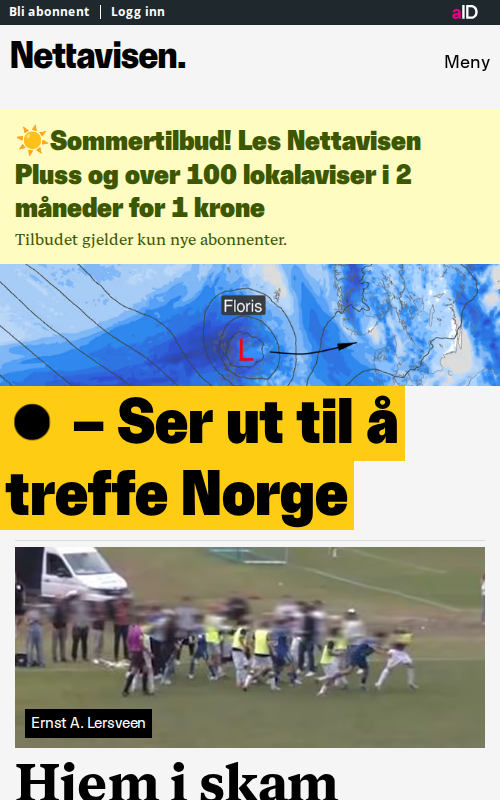 Bli abonnent | Logg inn
aID
Nettavisen.
Meny
☀️Sommertilbud! Les Nettavisen
Pluss og over 100 lokalaviser i 2
måneder for 1 krone
Tilbudet gjelder kun nye abonnenter.
Floris
L
● – Ser ut til å
treffe Norge
Ernst A. Lersveen
Hjem i skam